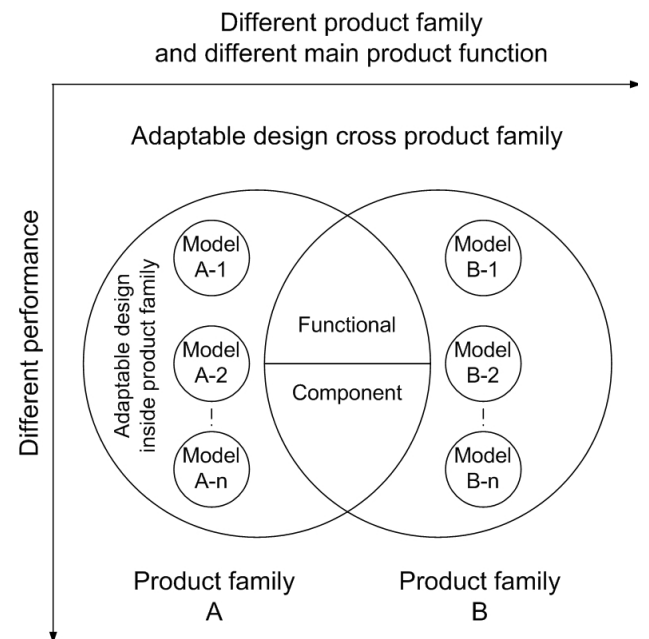 Different product family
and different main product function
Adaptable design cross product family
Different performance
Adaptable design
inside product family
Model
A-1
Model
B-1
Functional
Model
A-2
Model
B-2
Component
Model
A-n
Model
B-n
Product family
A
Product family
B